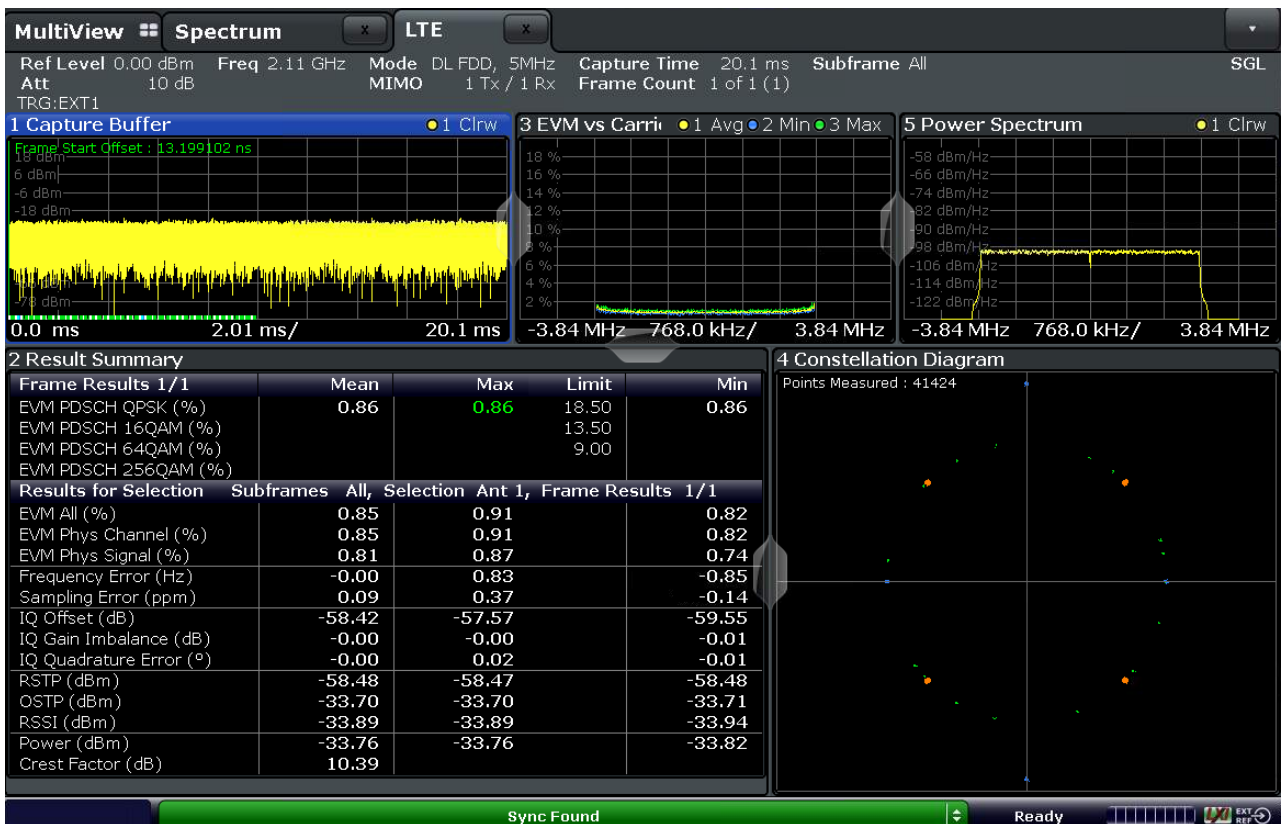 MultiView Spectrum x LTE x
Ref Level 0.00 dBm Freq 2.11 GHz Mode DL FDD, 5MHz Capture Time 20.1 ms Subframe All SGL
Att 10 dB MIMO 1 Tx / 1 Rx Frame Count 1 of 1 (1)
TRG:EXT1
1 Capture Buffer 1 Clrw
Frame Start Offset : 13.199102 ns
18 dBm
6 dBm
-6 dBm
-18 dBm
-78 dBm
0.0 ms 2.01 ms/ 20.1 ms
3 EVM vs Carri 1 Avg 2 Min 3 Max
18 %
16 %
14 %
12 %
10 %
8 %
6 %
4 %
2 %
-3.84 MHz 768.0 kHz/ 3.84 MHz
5 Power Spectrum 1 Clrw
-58 dBm/Hz
-66 dBm/Hz
-74 dBm/Hz
-82 dBm/Hz
-90 dBm/Hz
-98 dBm/Hz
-106 dBm/Hz
-114 dBm/Hz
-122 dBm/Hz
-3.84 MHz 768.0 kHz/ 3.84 MHz
2 Result Summary
Frame Results 1/1 Mean Max Limit Min
EVM PDSCH QPSK (%) 0.86 0.86 18.50 0.86
EVM PDSCH 16QAM (%) 13.50
EVM PDSCH 64QAM (%) 9.00
EVM PDSCH 256QAM (%)
Results for Selection Subframes All, Selection Ant 1, Frame Results 1/1
EVM All (%) 0.85 0.91 0.82
EVM Phys Channel (%) 0.85 0.91 0.82
EVM Phys Signal (%) 0.81 0.87 0.74
Frequency Error (Hz) -0.00 0.83 -0.85
Sampling Error (ppm) 0.09 0.37 -0.14
IQ Offset (dB) -58.42 -57.57 -59.55
IQ Gain Imbalance (dB) -0.00 -0.00 -0.01
IQ Quadrature Error (°) -0.00 0.02 -0.01
RSTP (dBm) -58.48 -58.47 -58.48
OSTP (dBm) -33.70 -33.70 -33.71
RSSI (dBm) -33.89 -33.89 -33.94
Power (dBm) -33.76 -33.76 -33.82
Crest Factor (dB) 10.39
4 Constellation Diagram
Points Measured : 41424
Sync Found Ready LXI EXT REF